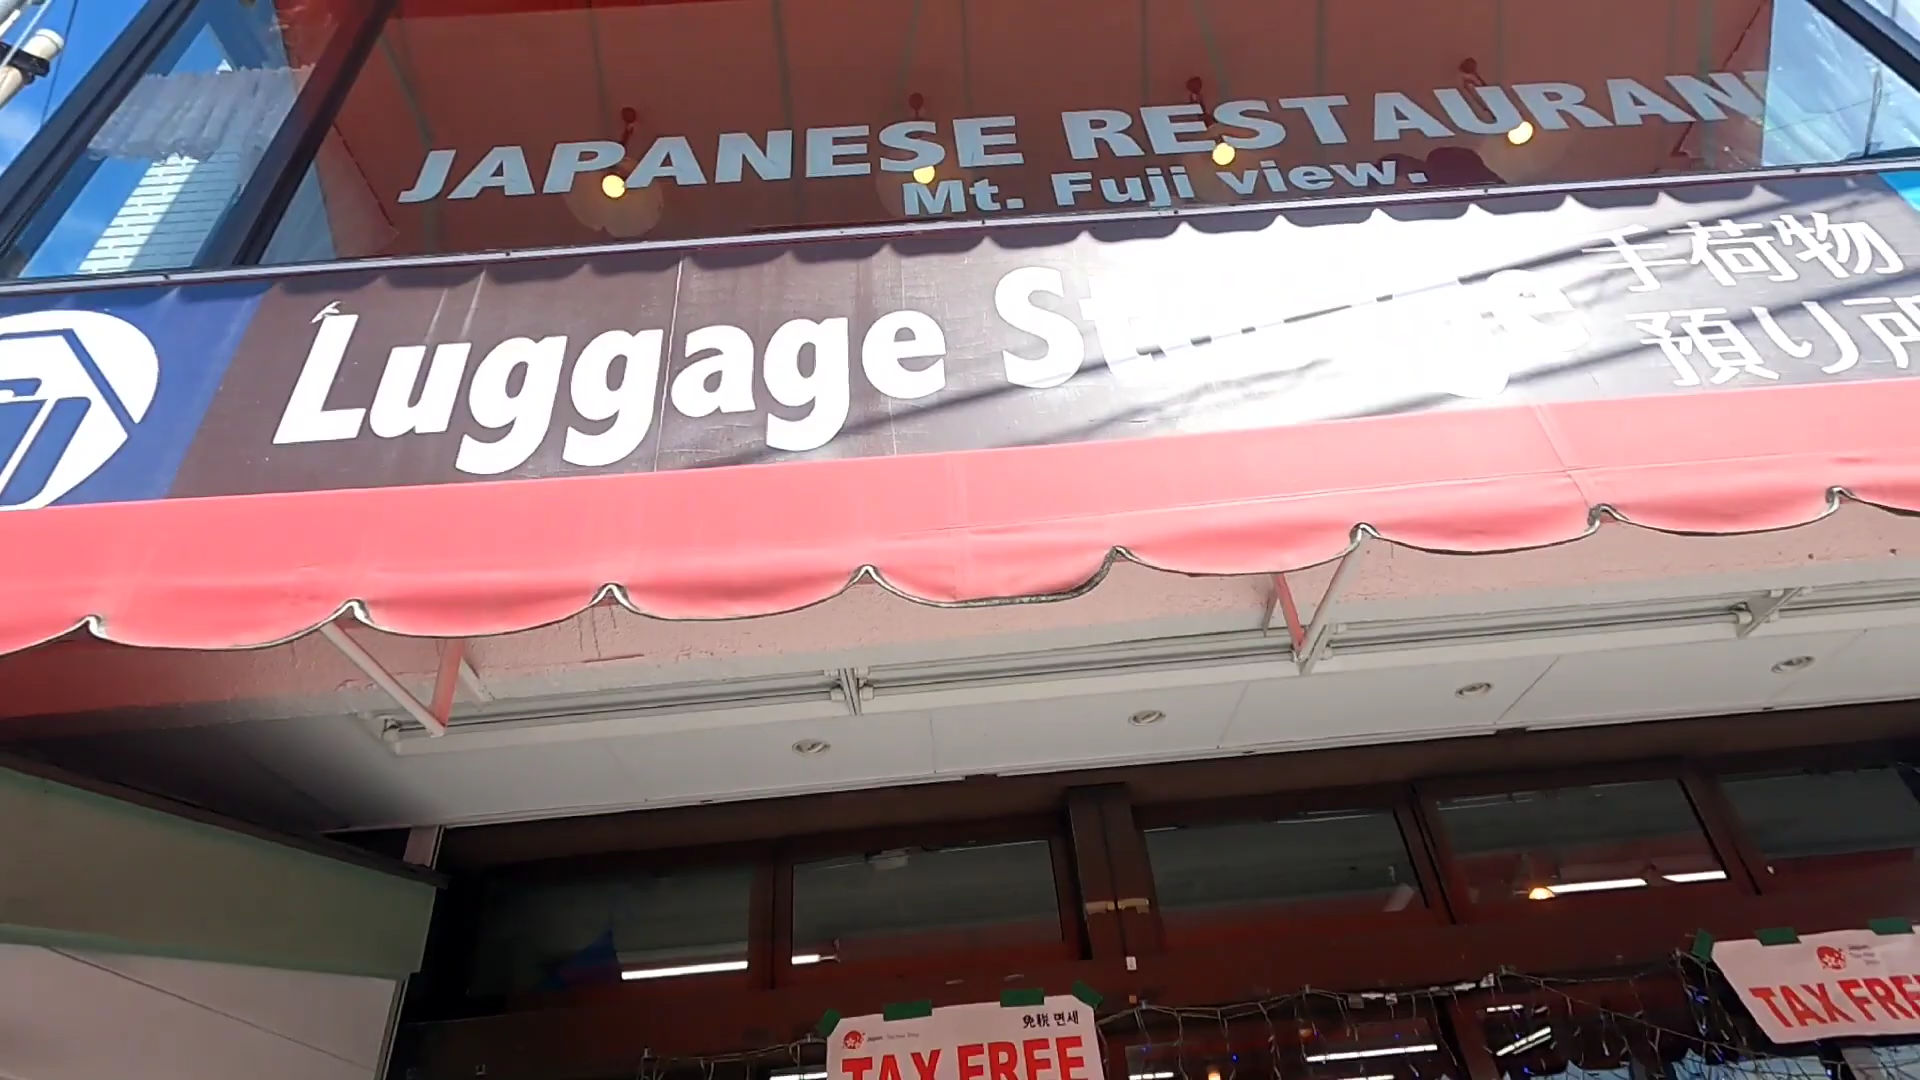 JAPANESE RESTAURAN
Mt. Fuji view.
Luggage St
手荷物
預り所
免税 면세
TAX FREE
TAX FRE